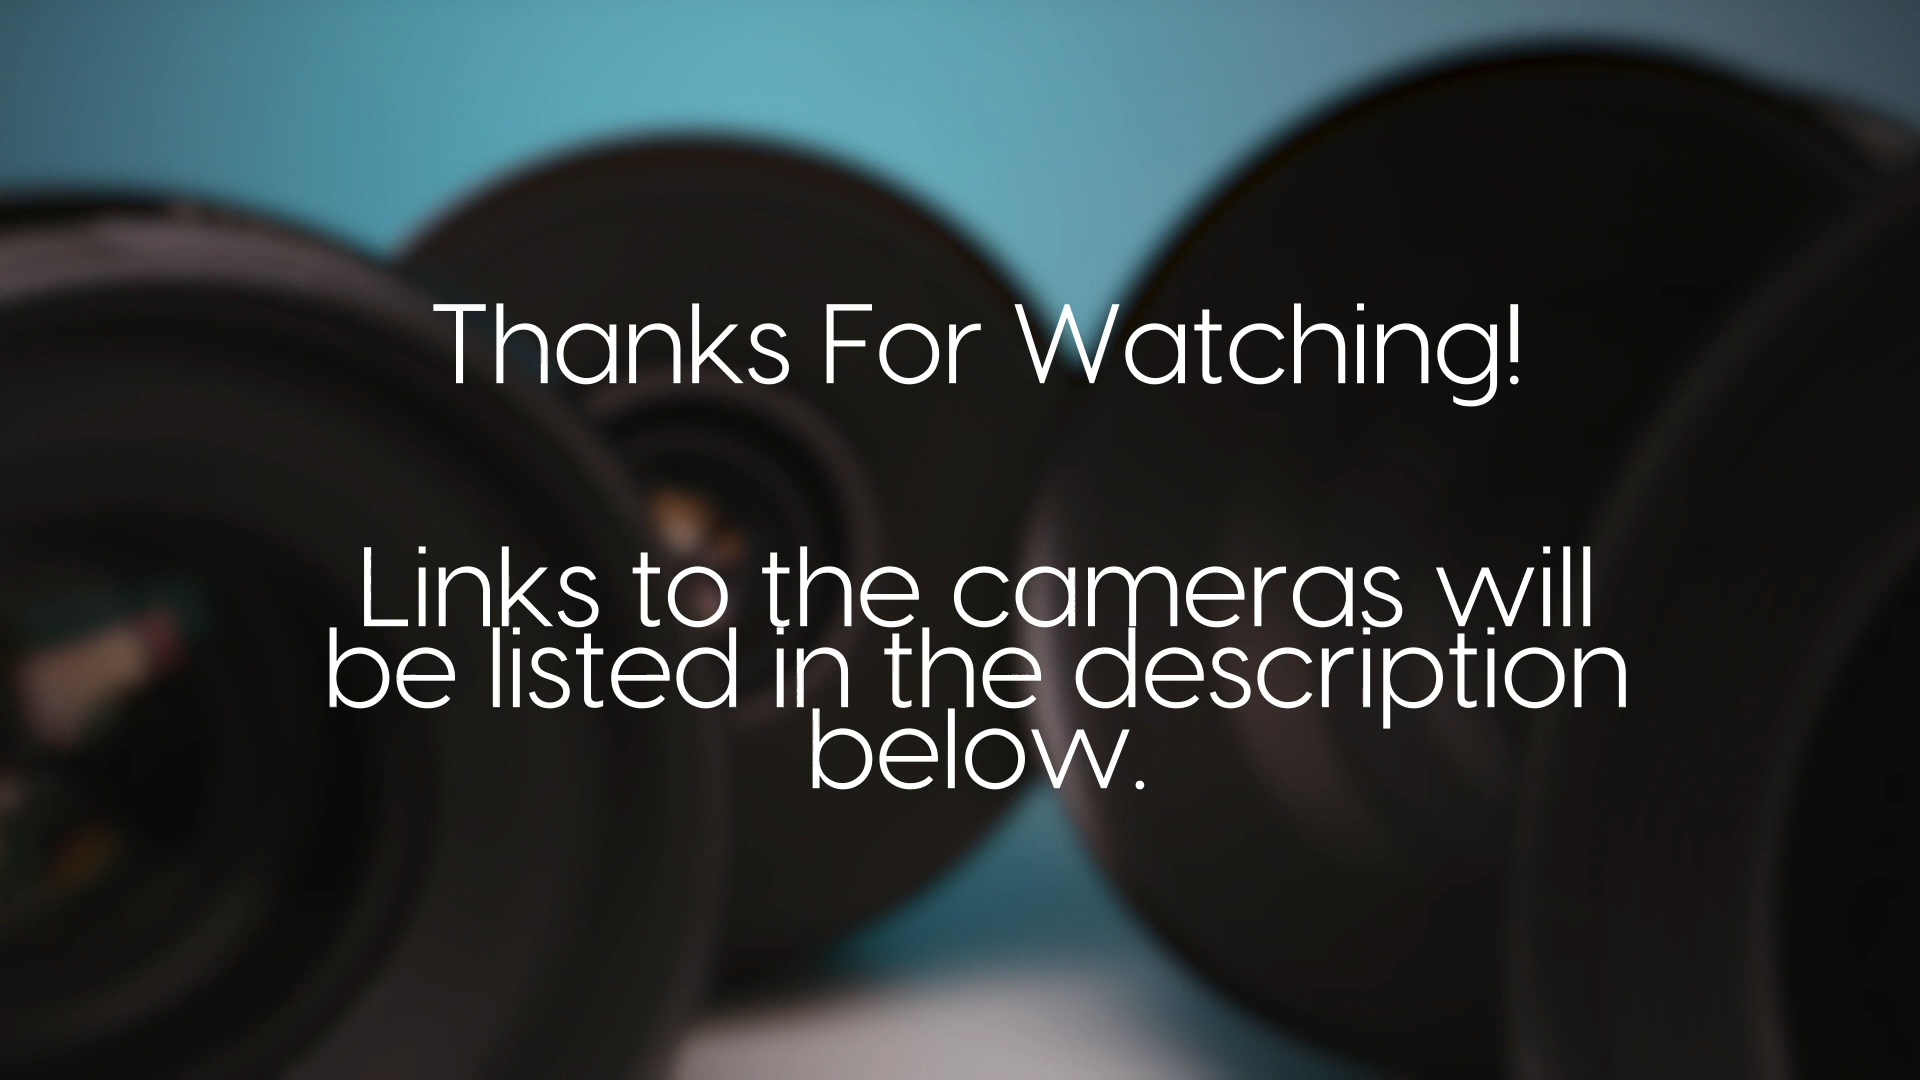 Thanks For Watching!
Links to the cameras will
be listed in the description
below.